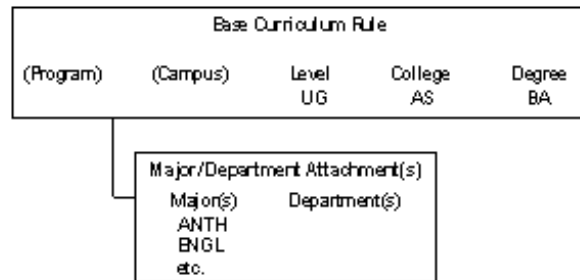 Base Curriculum Rule
(Program) (Campus) Level College Degree
UG AS BA
Major/Department Attachment(s)
Major(s) Department(s)
ANTH
ENGL
etc.